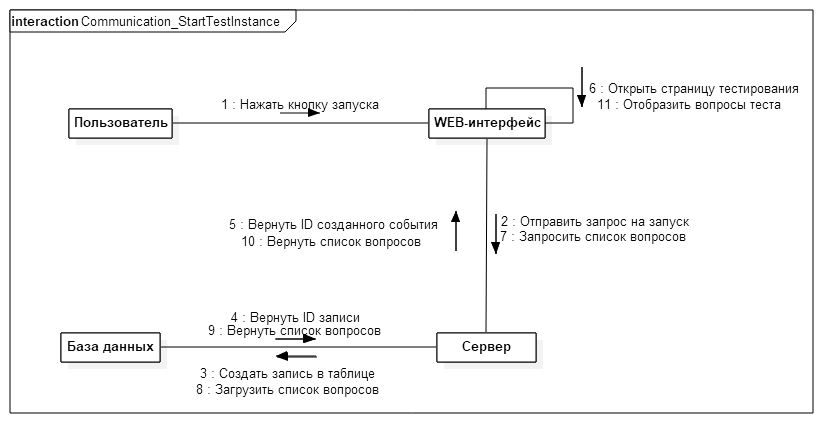 interaction Communication_StartTestInstance
6 : Открыть страницу тестирования
11 : Отобразить вопросы теста
1 : Нажать кнопку запуска
Пользователь
WEB-интерфейс
5 : Вернуть ID созданного события
10 : Вернуть список вопросов
2 : Отправить запрос на запуск
7 : Запросить список вопросов
4 : Вернуть ID записи
9 : Вернуть список вопросов
База данных
Сервер
3 : Создать запись в таблице
8 : Загрузить список вопросов